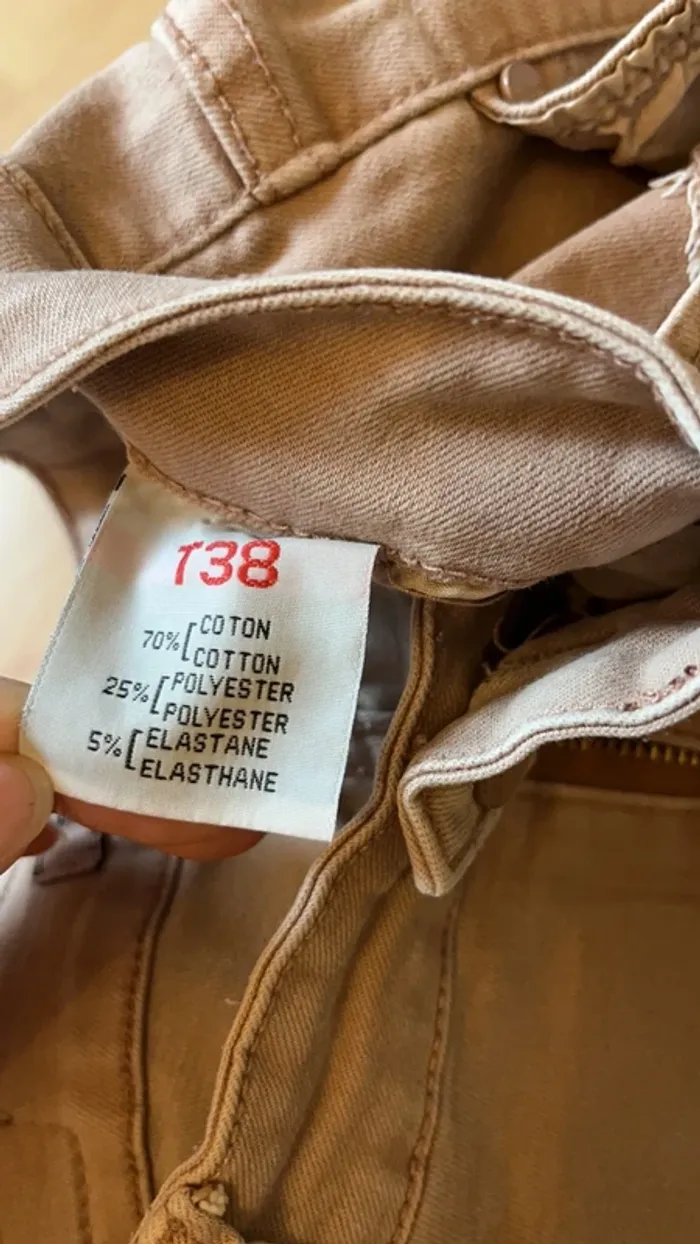 T38
70% [COTON
COTTON
25% [POLYESTER
POLYESTER
5% [ELASTANE
ELASTHANE